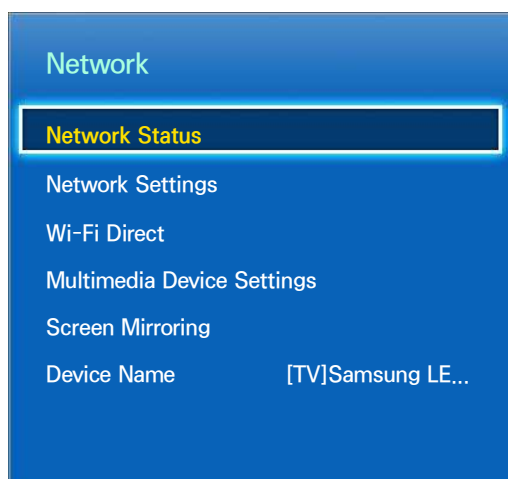 Network
Network Status
Network Settings
Wi-Fi Direct
Multimedia Device Settings
Screen Mirroring
Device Name [TV]Samsung LE...